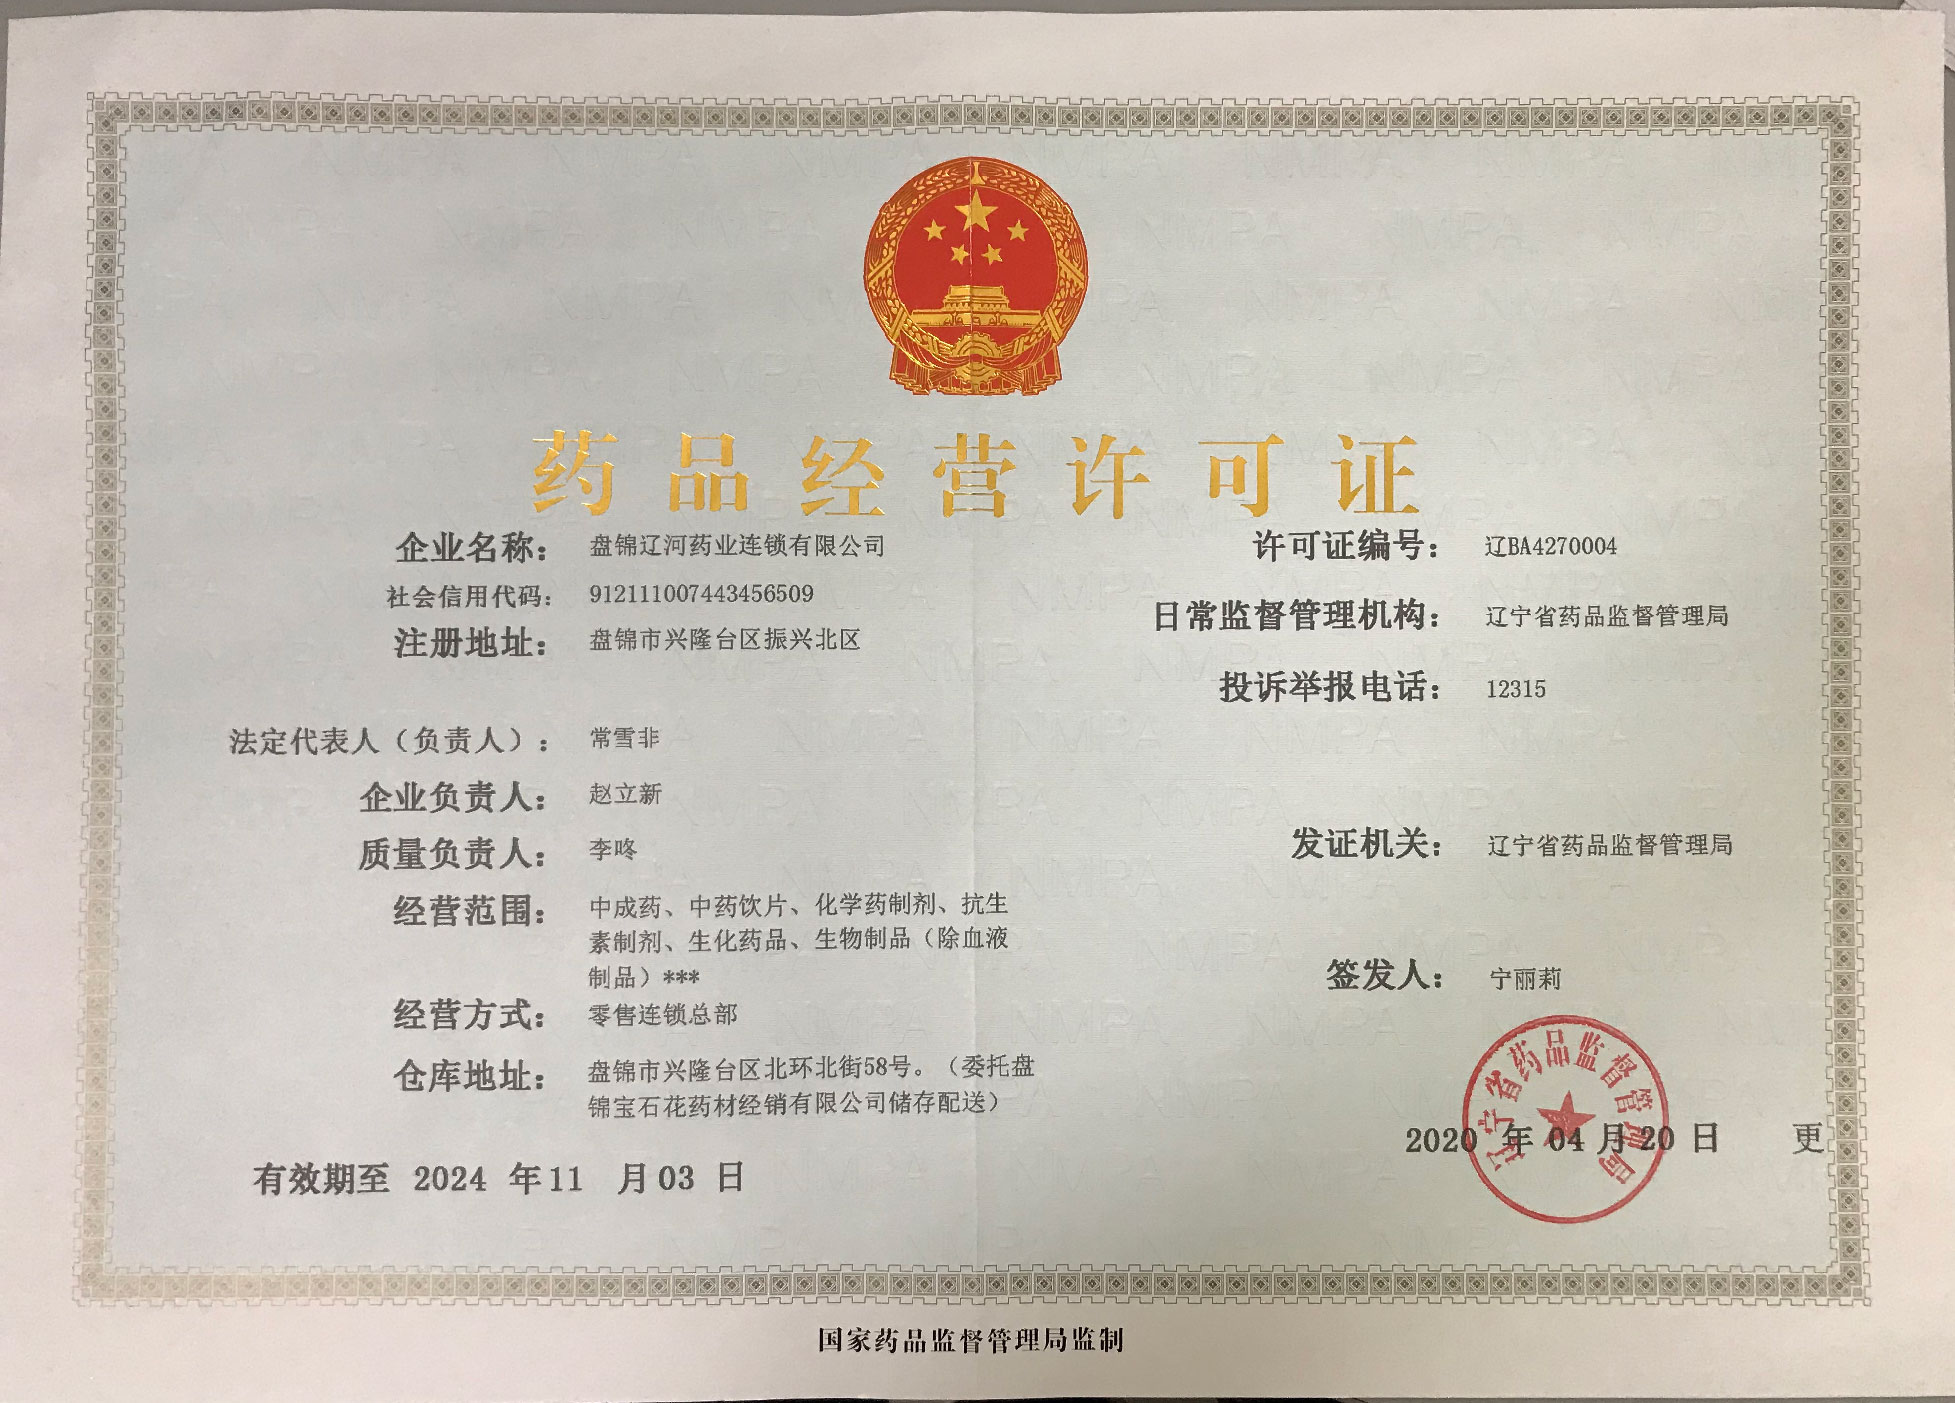 药品经营许可证
企业名称： 盘锦辽河药业连锁有限公司
社会信用代码： 912111007443456509
注册地址： 盘锦市兴隆台区振兴北区
法定代表人（负责人）： 常雪非
企业负责人： 赵立新
质量负责人： 李咚
经营范围： 中成药、中药饮片、化学药制剂、抗生
素制剂、生化药品、生物制品（除血液
制品）***
经营方式： 零售连锁总部
仓库地址： 盘锦市兴隆台区北环北街58号。（委托盘
锦宝石花药材经销有限公司储存配送）
有效期至 2024 年 11 月 03 日
许可证编号： 辽BA4270004
日常监督管理机构： 辽宁省药品监督管理局
投诉举报电话： 12315
发证机关： 辽宁省药品监督管理局
签发人： 宁丽莉
辽宁省药品监督管理局
2020 年 04 月 20 日 更
国家药品监督管理局监制